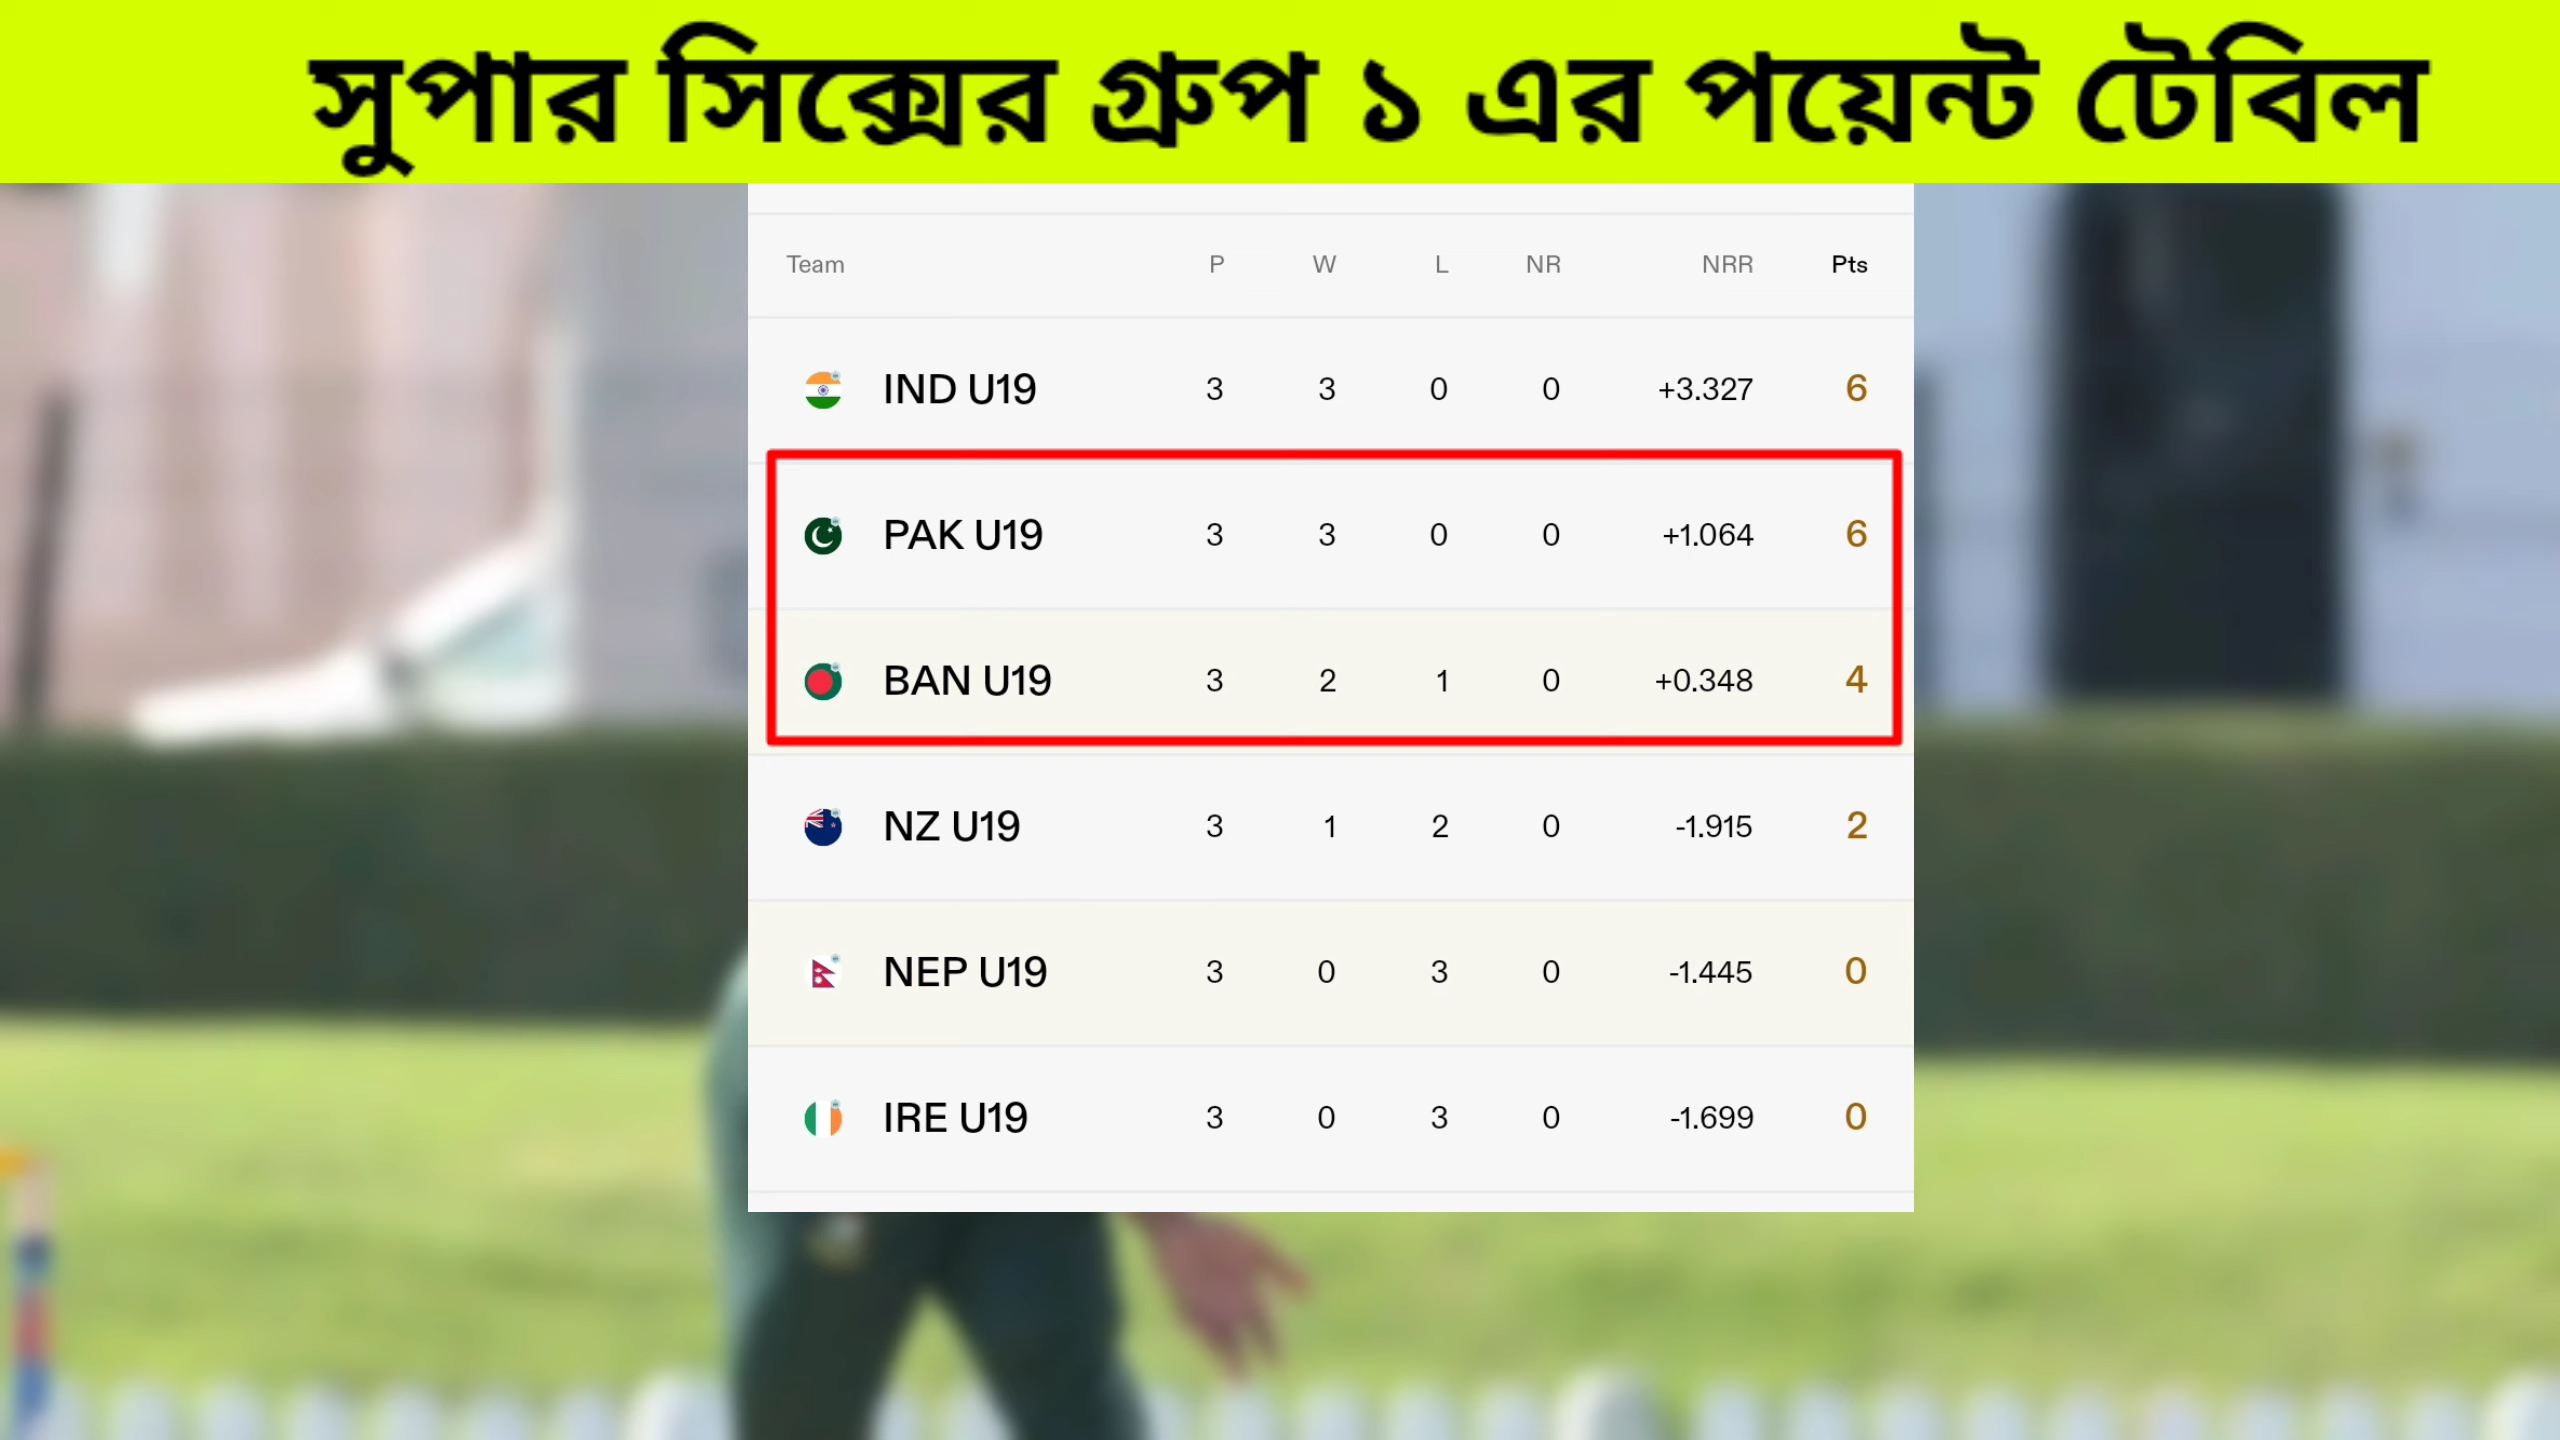 সুপার সিক্সের গ্রুপ ১ এর পয়েন্ট টেবিল
Team P W L NR NRR Pts
IND U19 3 3 0 0 +3.327 6
PAK U19 3 3 0 0 +1.064 6
BAN U19 3 2 1 0 +0.348 4
NZ U19 3 1 2 0 -1.915 2
NEP U19 3 0 3 0 -1.445 0
IRE U19 3 0 3 0 -1.699 0